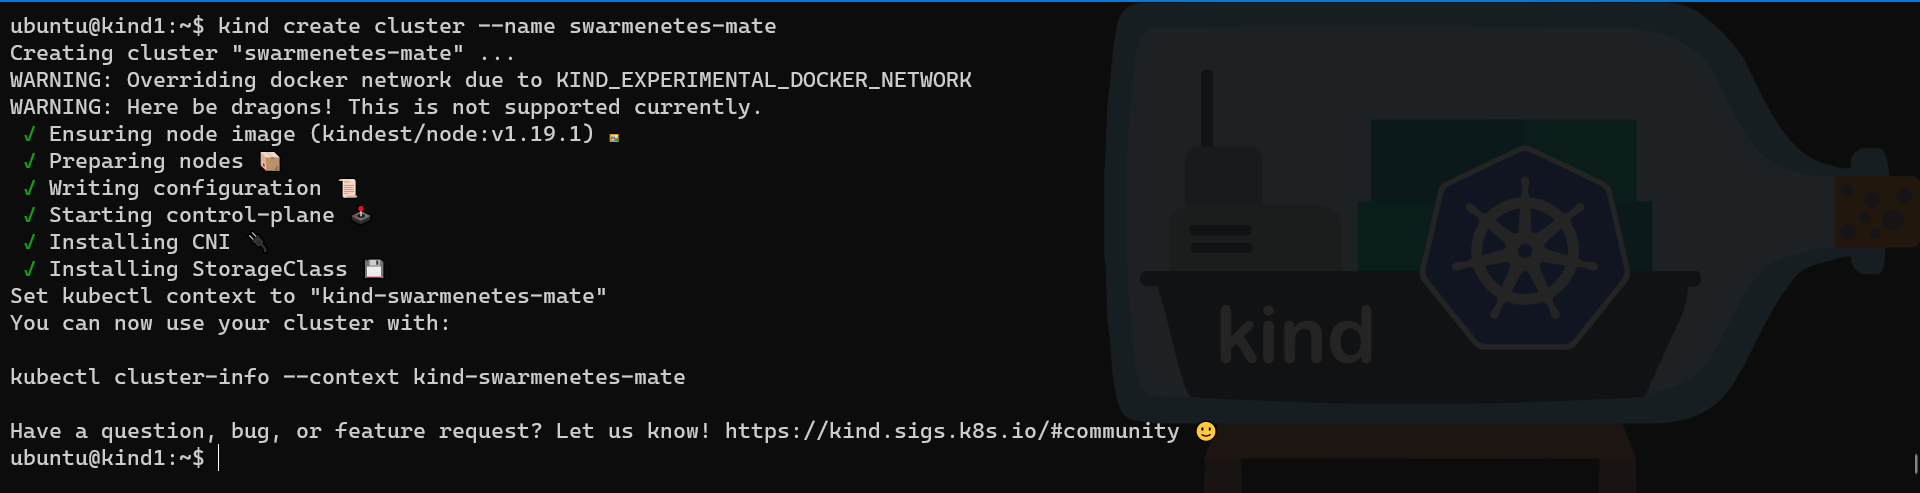 ubuntu@kind1:~$ kind create cluster --name swarmenetes-mate
Creating cluster "swarmenetes-mate" ...
WARNING: Overriding docker network due to KIND_EXPERIMENTAL_DOCKER_NETWORK
WARNING: Here be dragons! This is not supported currently.
✓ Ensuring node image (kindest/node:v1.19.1) 🖼
✓ Preparing nodes 📦
✓ Writing configuration 📜
✓ Starting control-plane 🕹️
✓ Installing CNI 🔌
✓ Installing StorageClass 💾
Set kubectl context to "kind-swarmenetes-mate"
You can now use your cluster with:
kubectl cluster-info --context kind-swarmenetes-mate
Have a question, bug, or feature request? Let us know! https://kind.sigs.k8s.io/#community 🙂
ubuntu@kind1:~$
kind